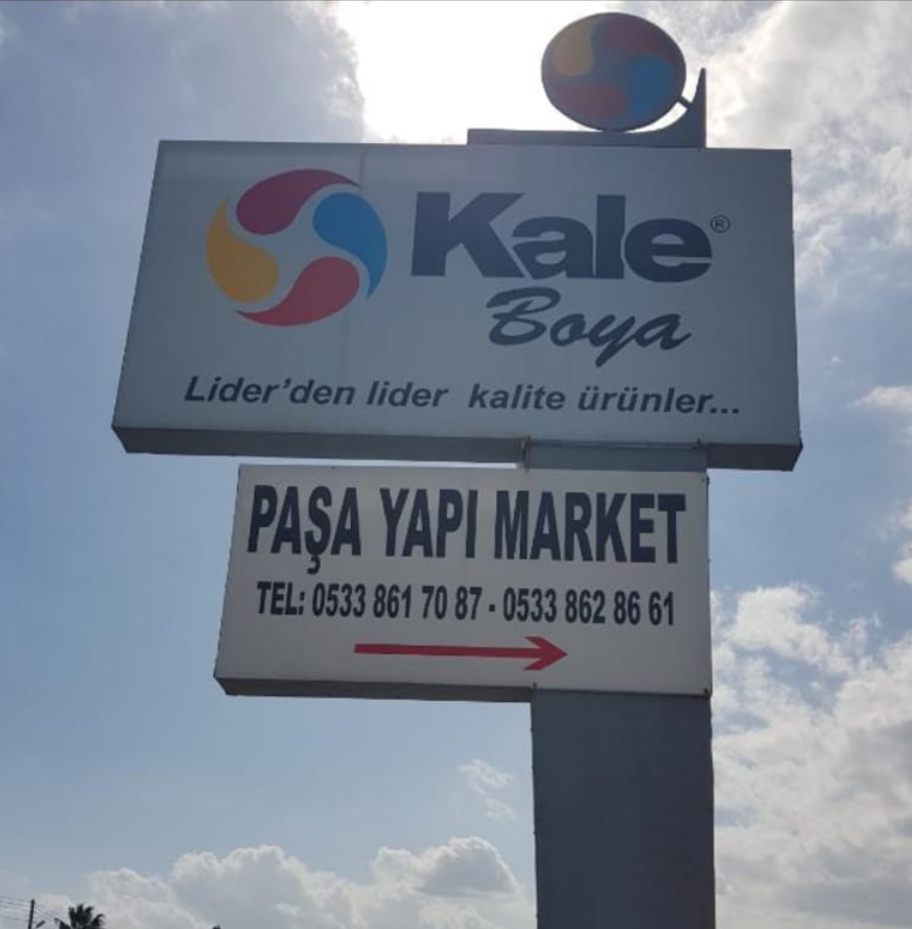 Kale®
Boya
Lider'den lider kalite ürünler...
PAŞA YAPI MARKET
TEL: 0533 861 70 87 - 0533 862 86 61